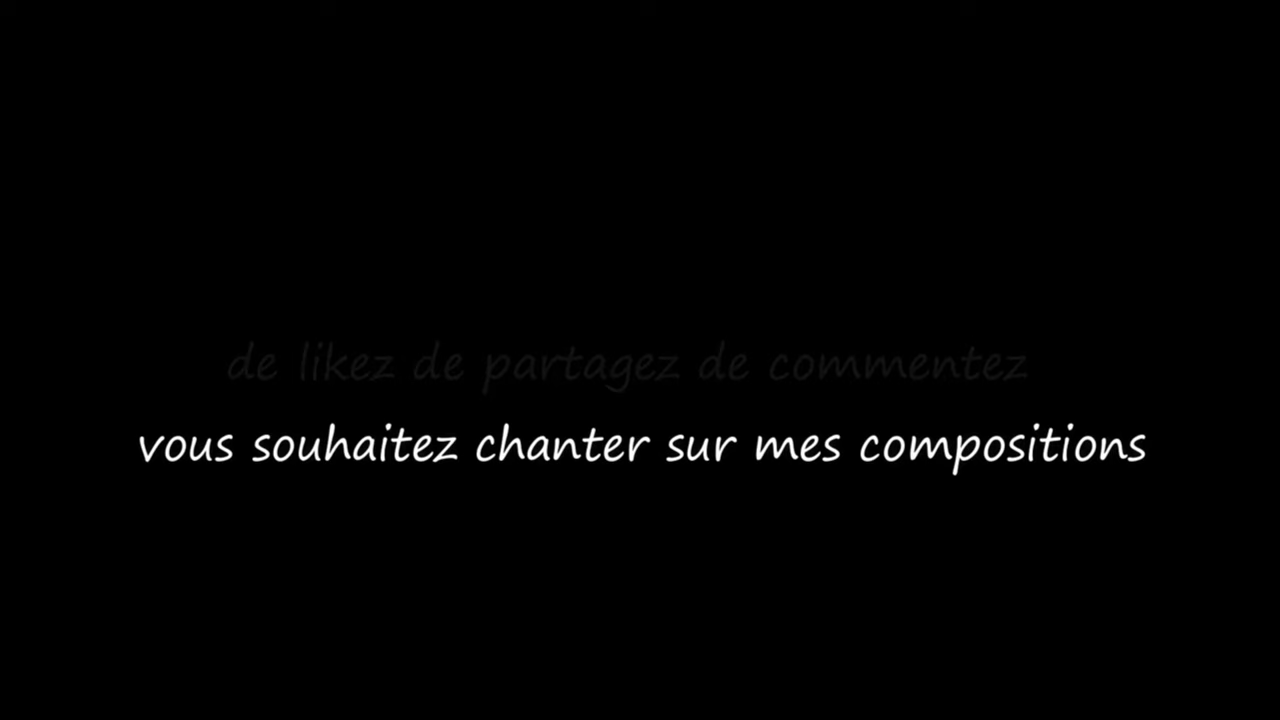 de likez de partagez de commentez
vous souhaitez chanter sur mes compositions